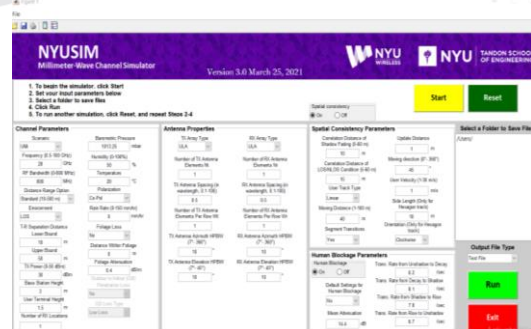 File
NYUSIM
Millimeter-Wave Channel Simulator
Version 3.0 March 25, 2021
NYU
WIRELESS
NYU
TANDON SCHOOL
OF ENGINEERING
1. To begin the simulator, click Start
2. Set your input parameters below
3. Select a folder to save files
4. Click Run
5. To run another simulation, click Reset, and repeat Steps 2-4
Spatial consistency
On Off
Start
Reset
Channel Parameters
Scenario
Frequency (0.5-100 GHz)
28 GHz
RF Bandwidth (0-800 MHz)
800 MHz
Distance Range Option
Standard (10-500 m)
Environment
LOS
T-R Separation Distance
Lower Bound
10 m
Upper Bound
50 m
TX Power (0-50 dBm)
30 dBm
Base Station Height
User Terminal Height
1.5 m
Number of RX Locations
1
Barometric Pressure
1013.25 mbar
Humidity (0-100%)
50 %
Temperature
20 °C
Polarization
Co-Pol
Rain Rate (0-150 mm/hr)
0 mm/hr
Foliage Loss
No
Distance Within Foliage
0 m
Foliage Attenuation
0.4 dB/m
No
Low Loss
Antenna Properties
TX Array Type
ULA
Number of TX Antenna
Elements Nt
1
TX Antenna Spacing (in
wavelength, 0.1-100)
0.5
Number of TX Antenna
Elements Per Row Wt
1
TX Antenna Azimuth HPBW
(7°- 360°)
10 °
TX Antenna Elevation HPBW
(7°- 45°)
10 °
RX Array Type
ULA
Number of RX Antenna
Elements Nr
1
RX Antenna Spacing (in
wavelength, 0.1-100)
0.5
Number of RX Antenna
Elements Per Row Wr
1
RX Antenna Azimuth HPBW
(7°- 360°)
10 °
RX Antenna Elevation HPBW
(7°- 45°)
10 °
Spatial Consistency Parameters
Correlation Distance of
Shadow Fading (5-60 m)
10 m
Correlation Distance of
LOS/NLOS Condition (5-60 m)
15 m
User Track Type
Linear
Moving Distance (1-100 m)
40 m
Segment Transitions
Yes
Update Distance
1 m
Moving direction (0°- 360°)
45 °
User Velocity (1-30 m/s)
1 m/s
Side Length (Only for
Hexagon track)
10 m
Orientation (Only for Hexagon
track)
Clockwise
Human Blockage Parameters
Human Blockage
On Off
Default Settings for
Human Blockage
No
Mean Attenuation
14.4 dB
Trans. Rate from Unshadow to Decay
0.2 /sec
Trans. Rate from Decay to Shadow
8.1 /sec
Trans. Rate from Shadow to Rise
7.8 /sec
Trans. Rate from Rise to Unshadow
6.7 /sec
Select a Folder to Save Files
Output File Type
Text File
Run
Exit